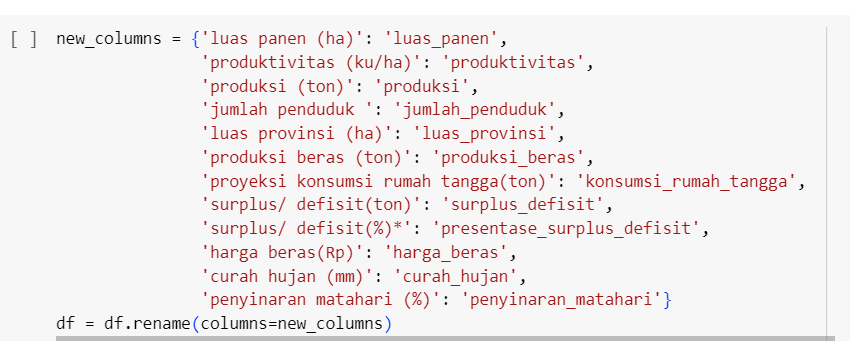 [ ] new_columns = {'luas panen (ha)': 'luas_panen',
'produktivitas (ku/ha)': 'produktivitas',
'produksi (ton)': 'produksi',
'jumlah penduduk ': 'jumlah_penduduk',
'luas provinsi (ha)': 'luas_provinsi',
'produksi beras (ton)': 'produksi_beras',
'proyeksi konsumsi rumah tangga(ton)': 'konsumsi_rumah_tangga',
'surplus/ defisit(ton)': 'surplus_defisit',
'surplus/ defisit(%)*': 'presentase_surplus_defisit',
'harga beras(Rp)': 'harga_beras',
'curah hujan (mm)': 'curah_hujan',
'penyinaran matahari (%)': 'penyinaran_matahari'}
df = df.rename(columns=new_columns)